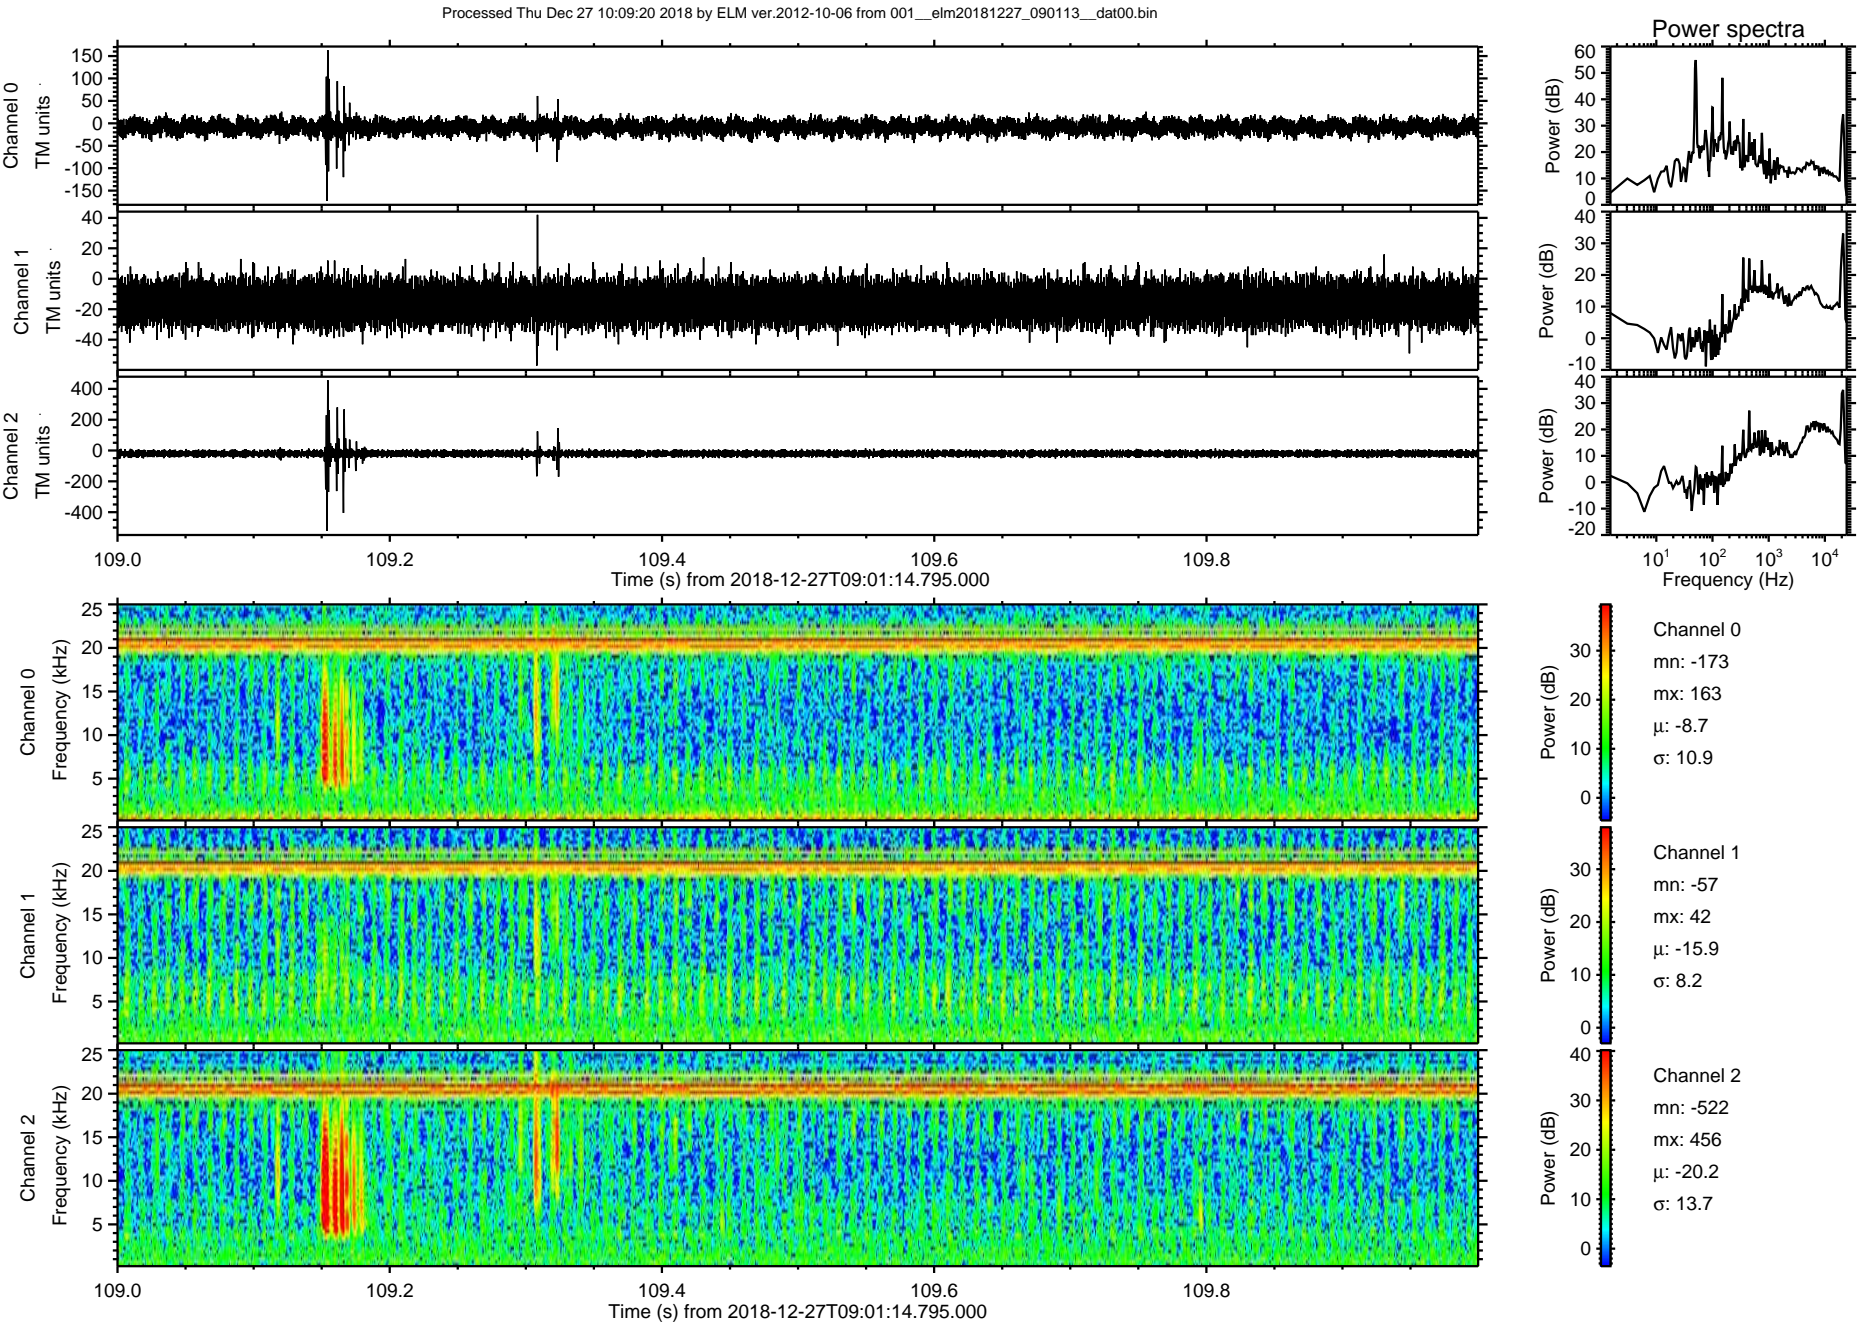 Processed Thu Dec 27 10:09:20 2018 by ELM ver.2012-10-06 from 001__elm20181227_090113__dat00.bin
Power spectra
Channel 0
TM units
150
100
50
0
-50
-100
-150
Power (dB)
60
50
40
30
20
10
0
Channel 1
TM units
40
20
0
-20
-40
Power (dB)
40
30
20
10
0
-10
Channel 2
TM units
400
200
0
-200
-400
Power (dB)
40
30
20
10
0
-10
-20
109.0 109.2 109.4 109.6 109.8
Time (s) from 2018-12-27T09:01:14.795.000
10¹ 10² 10³ 10⁴
Frequency (Hz)
Channel 0
Frequency (kHz)
25
20
15
10
5
Power (dB)
30
20
10
0
Channel 0
mn: -173
mx: 163
μ: -8.7
σ: 10.9
Channel 1
Frequency (kHz)
25
20
15
10
5
Power (dB)
30
20
10
0
Channel 1
mn: -57
mx: 42
μ: -15.9
σ: 8.2
Channel 2
Frequency (kHz)
25
20
15
10
5
Power (dB)
40
30
20
10
0
Channel 2
mn: -522
mx: 456
μ: -20.2
σ: 13.7
109.0 109.2 109.4 109.6 109.8
Time (s) from 2018-12-27T09:01:14.795.000